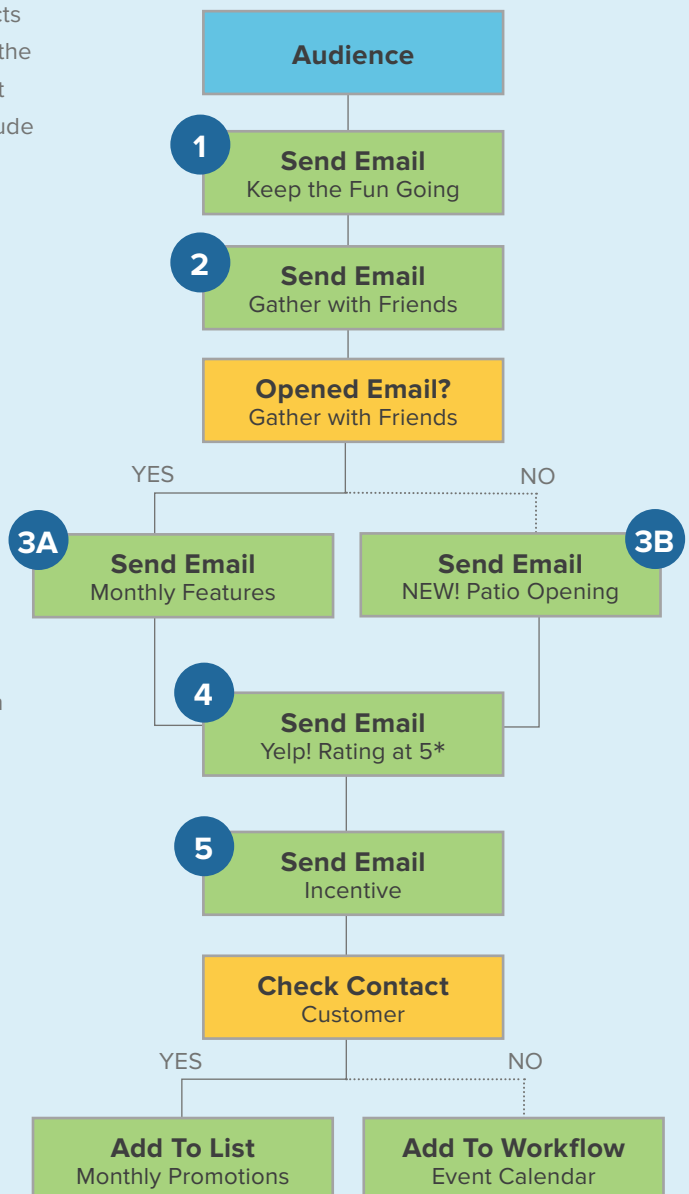 cts
the
t
ude
Audience
1
Send Email
Keep the Fun Going
2
Send Email
Gather with Friends
Opened Email?
Gather with Friends
YES
NO
3A
Send Email
Monthly Features
3B
Send Email
NEW! Patio Opening
4
Send Email
Yelp! Rating at 5*
5
Send Email
Incentive
Check Contact
Customer
YES
NO
Add To List
Monthly Promotions
Add To Workflow
Event Calendar